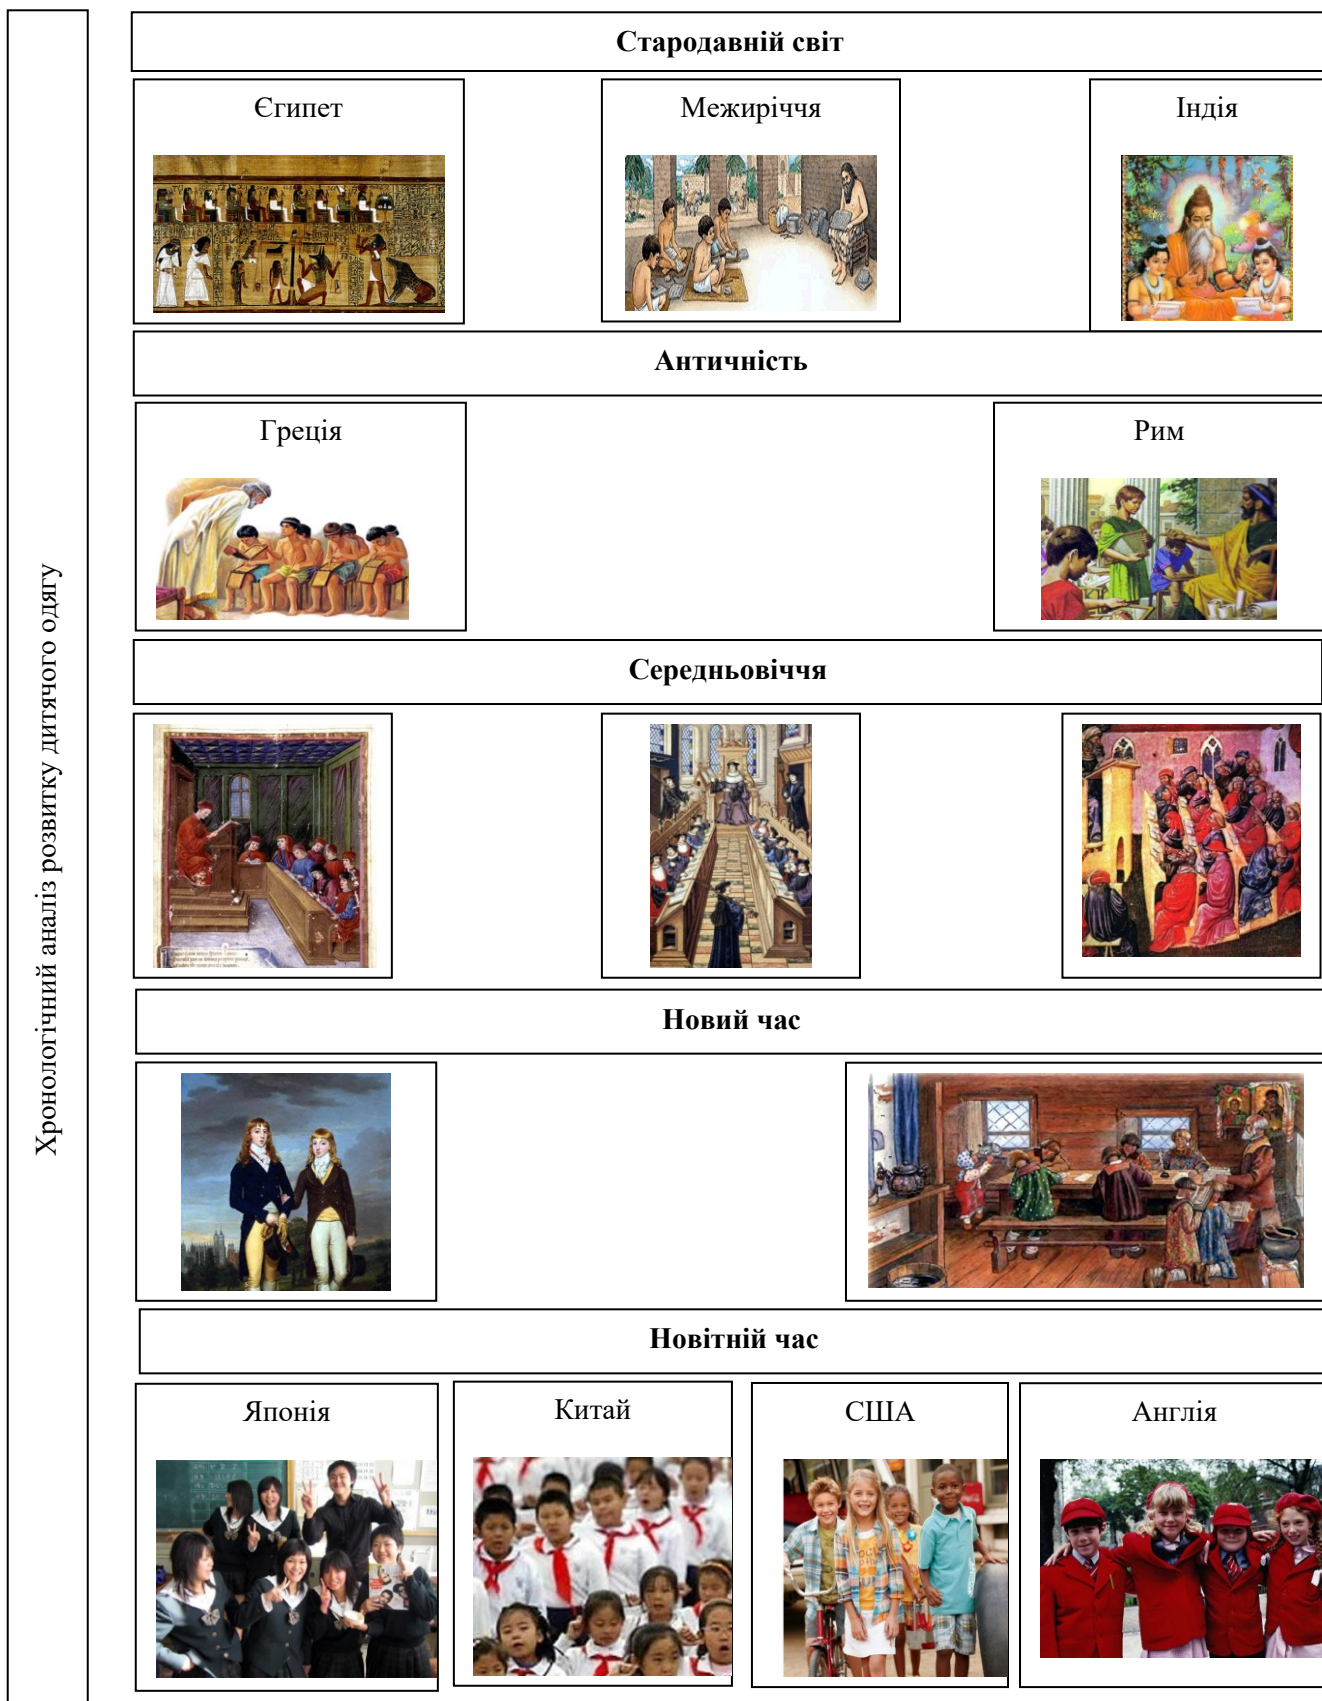 Хронологічний аналіз розвитку дитячого одягу
Стародавній світ
Єгипет
Межиріччя
Індія
Античність
Греція
Рим
Середньовіччя
Новий час
Новітній час
Японія
Китай
США
Англія